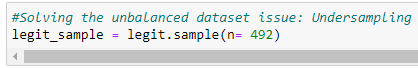 #Solving the unbalanced dataset issue: Undersampling
legit_sample = legit.sample(n= 492)